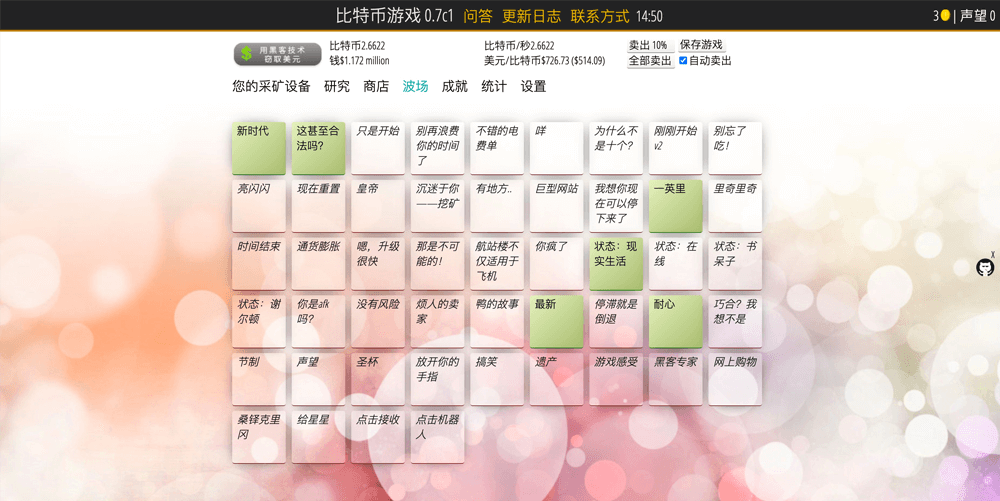 比特币游戏 0.7c1 问答 更新日志 联系方式 14:50
3 | 声望 0
用黑客技术
窃取美元
比特币2.6622
钱$1.172 million
比特币/秒2.6622
美元/比特币$726.73 ($514.09)
卖出 10% 保存游戏
全部卖出 自动卖出
您的采矿设备 研究 商店 波场 成就 统计 设置
新时代
这甚至合
法吗?
只是开始
别再浪费
你的时间
了
不错的电
费单
咩
为什么不
是十个?
刚刚开始
v2
别忘了
吃!
亮闪闪
现在重置
皇帝
沉迷于你
——挖矿
有地方..
巨型网站
我想你现
在可以停
下来了
一英里
里奇里奇
时间结束
通货膨胀
嗯，升级
很快
那是不可
能的！
航站楼不
仅适用于
飞机
你疯了
状态：现
实生活
状态：在
线
状态：书
呆子
状态：谢
尔顿
你是afk
吗?
没有风险
烦人的卖
家
鸭的故事
最新
停滞就是
倒退
耐心
巧合? 我
想不是
节制
声望
圣杯
放开你的
手指
搞笑
遗产
游戏感受
黑客专家
网上购物
桑铎克里
冈
给星星
点击接收
点击机器
人
X